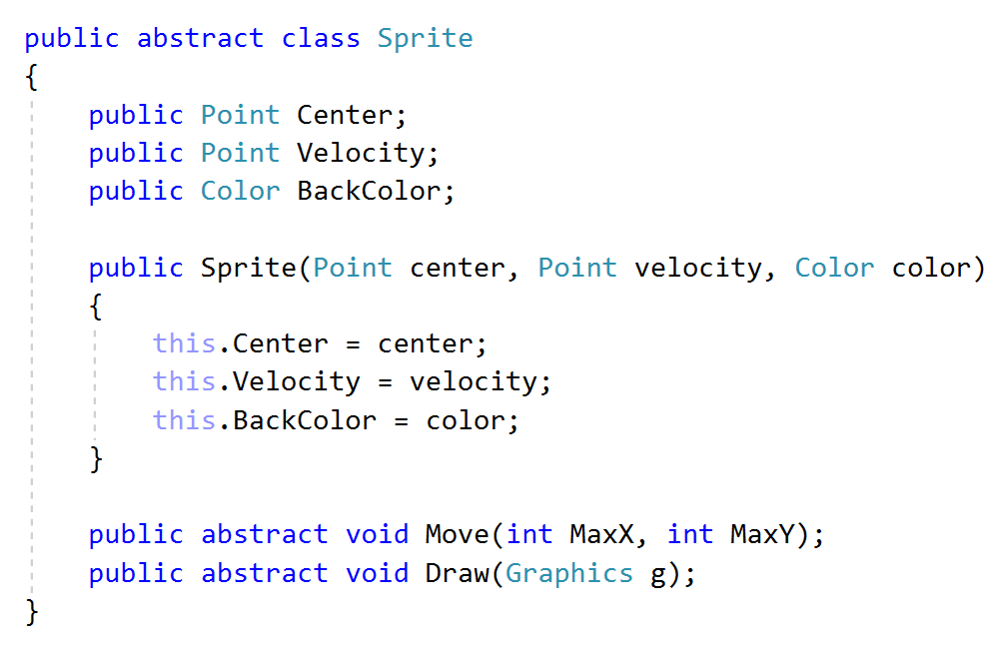 public abstract class Sprite
{
    public Point Center;
    public Point Velocity;
    public Color BackColor;

    public Sprite(Point center, Point velocity, Color color)
    {
        this.Center = center;
        this.Velocity = velocity;
        this.BackColor = color;
    }

    public abstract void Move(int MaxX, int MaxY);
    public abstract void Draw(Graphics g);
}